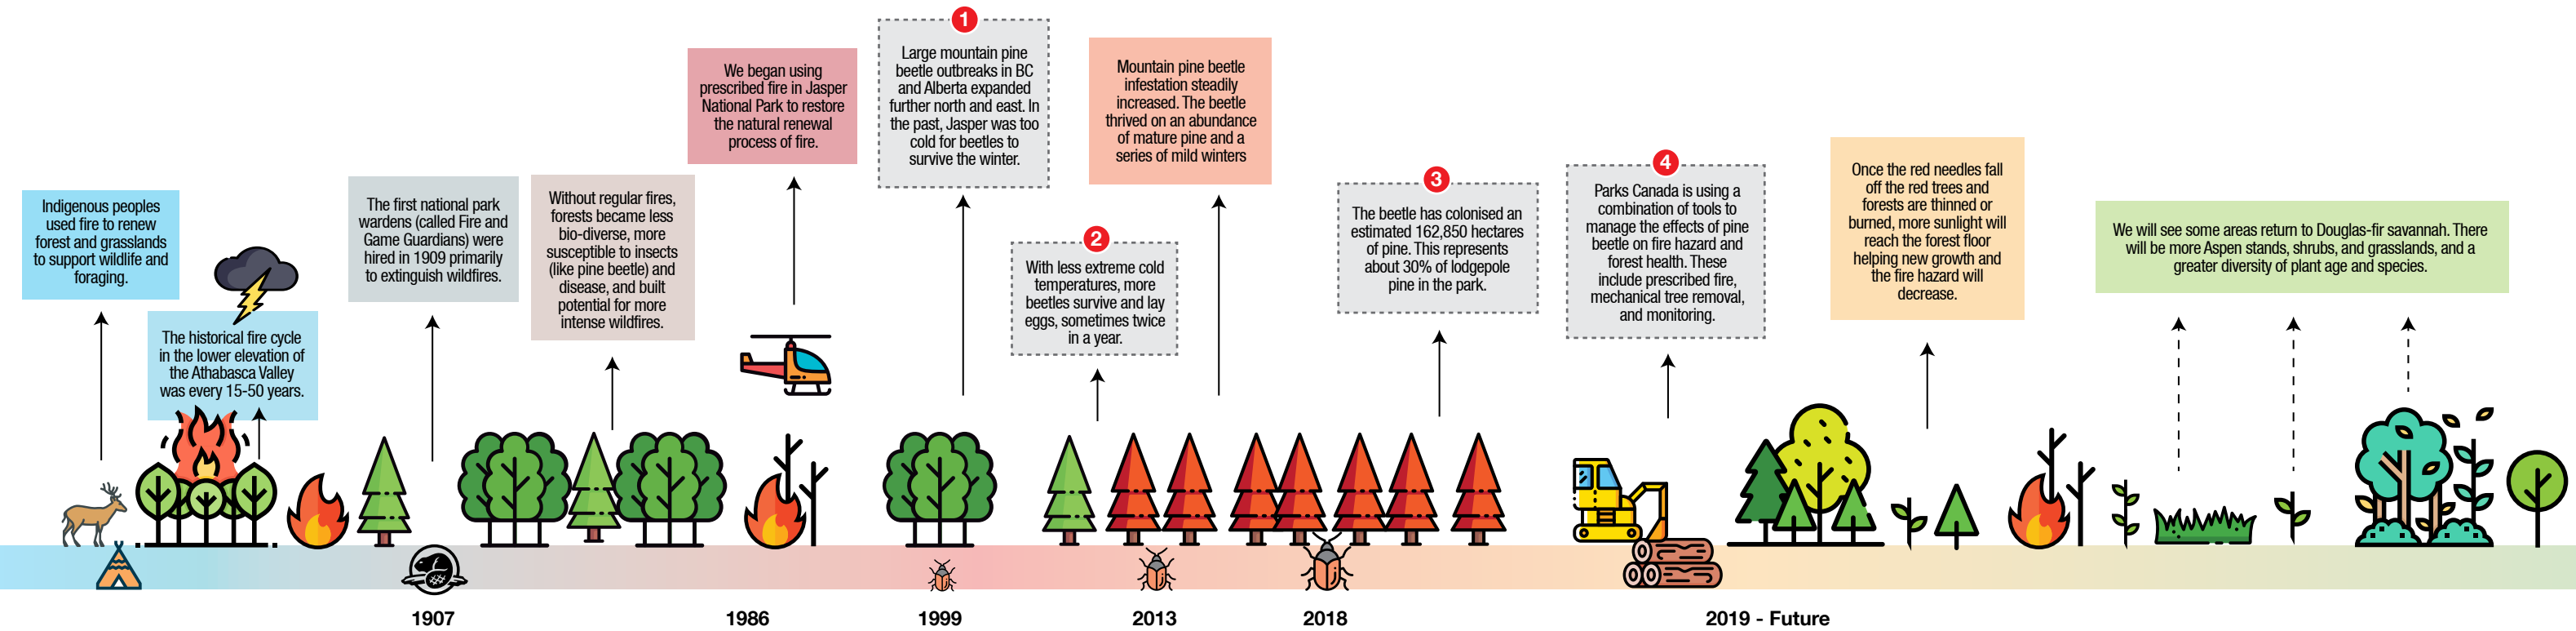 Indigenous peoples
used fire to renew
forest and grasslands
to support wildlife and
foraging.
The historical fire cycle
in the lower elevation of
the Athabasca Valley
was every 15-50 years.
The first national park
wardens (called Fire and
Game Guardians) were
hired in 1909 primarily
to extinguish wildfires.
Without regular fires,
forests became less
bio-diverse, more
susceptible to insects
(like pine beetle) and
disease, and built
potential for more
intense wildfires.
We began using
prescribed fire in Jasper
National Park to restore
the natural renewal
process of fire.
1
Large mountain pine
beetle outbreaks in BC
and Alberta expanded
further north and east. In
the past, Jasper was too
cold for beetles to
survive the winter.
2
With less extreme cold
temperatures, more
beetles survive and lay
eggs, sometimes twice
in a year.
Mountain pine beetle
infestation steadily
increased. The beetle
thrived on an abundance
of mature pine and a
series of mild winters
3
The beetle has colonised an
estimated 162,850 hectares
of pine. This represents
about 30% of lodgepole
pine in the park.
4
Parks Canada is using a
combination of tools to
manage the effects of pine
beetle on fire hazard and
forest health. These
include prescribed fire,
mechanical tree removal,
and monitoring.
Once the red needles fall
off the red trees and
forests are thinned or
burned, more sunlight will
reach the forest floor
helping new growth and
the fire hazard will
decrease.
We will see some areas return to Douglas-fir savannah. There
will be more Aspen stands, shrubs, and grasslands, and a
greater diversity of plant age and species.
1907
1986
1999
2013
2018
2019 - Future